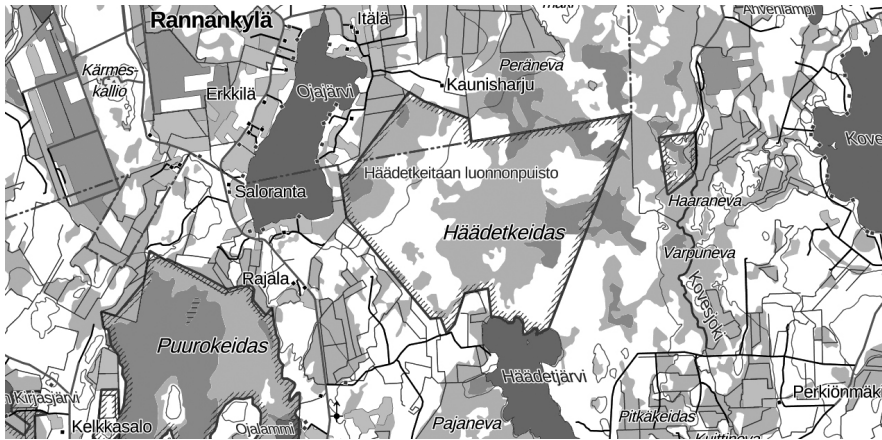 Rannankylä
Itälä
Ahvenlampi
Peräneva
Kärmes-
kallio
Erkkilä
Ojajärvi
Kaunisharju
Kove
Saloranta
Häädetkeitaan luonnonpuisto
Haaraneva
Häädetkeidas
Varpuneva
Rajala
Kovesjoki
Puurokeidas
Häädetjärvi
n Kirjasjärvi
Perkiönmäk
Kelkkasalo
Ojalammi
Pajaneva
Pitkäkeidas
Kuittineva